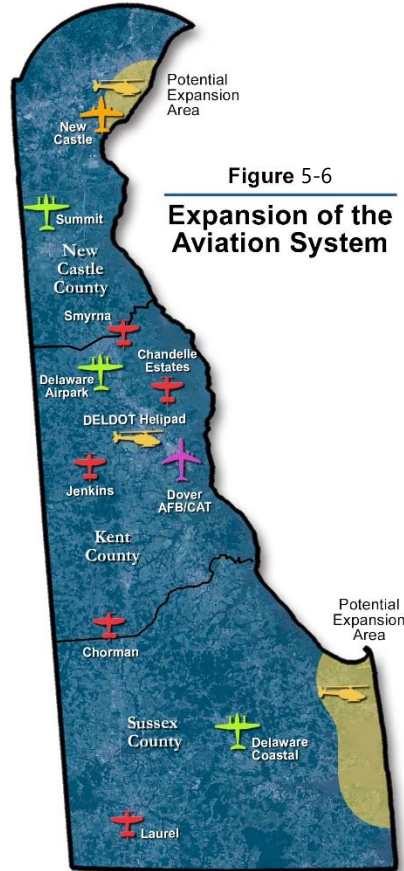 Potential
Expansion
Area
New
Castle
Figure 5-6
Expansion of the
Aviation System
Summit
New
Castle
County
Smyrna
Chandelle
Estates
Delaware
Airpark
DELDOT Helipad
Jenkins
Dover
AFB/CAT
Kent
County
Potential
Expansion
Area
Chorman
Sussex
County
Delaware
Coastal
Laurel